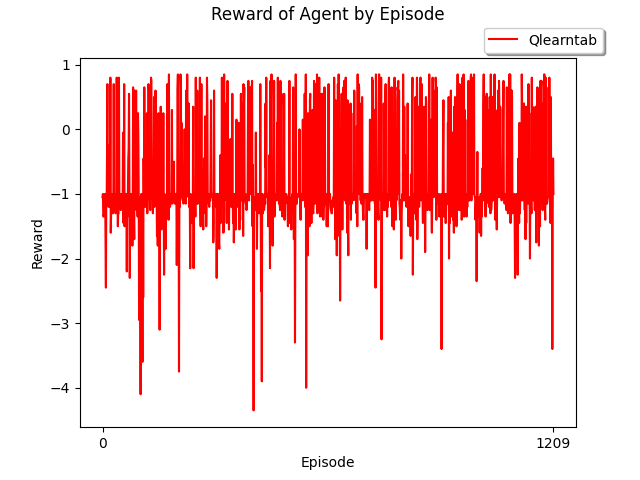 Reward of Agent by Episode
Qlearntab
1
0
−1
−2
−3
−4
Reward
0
1209
Episode